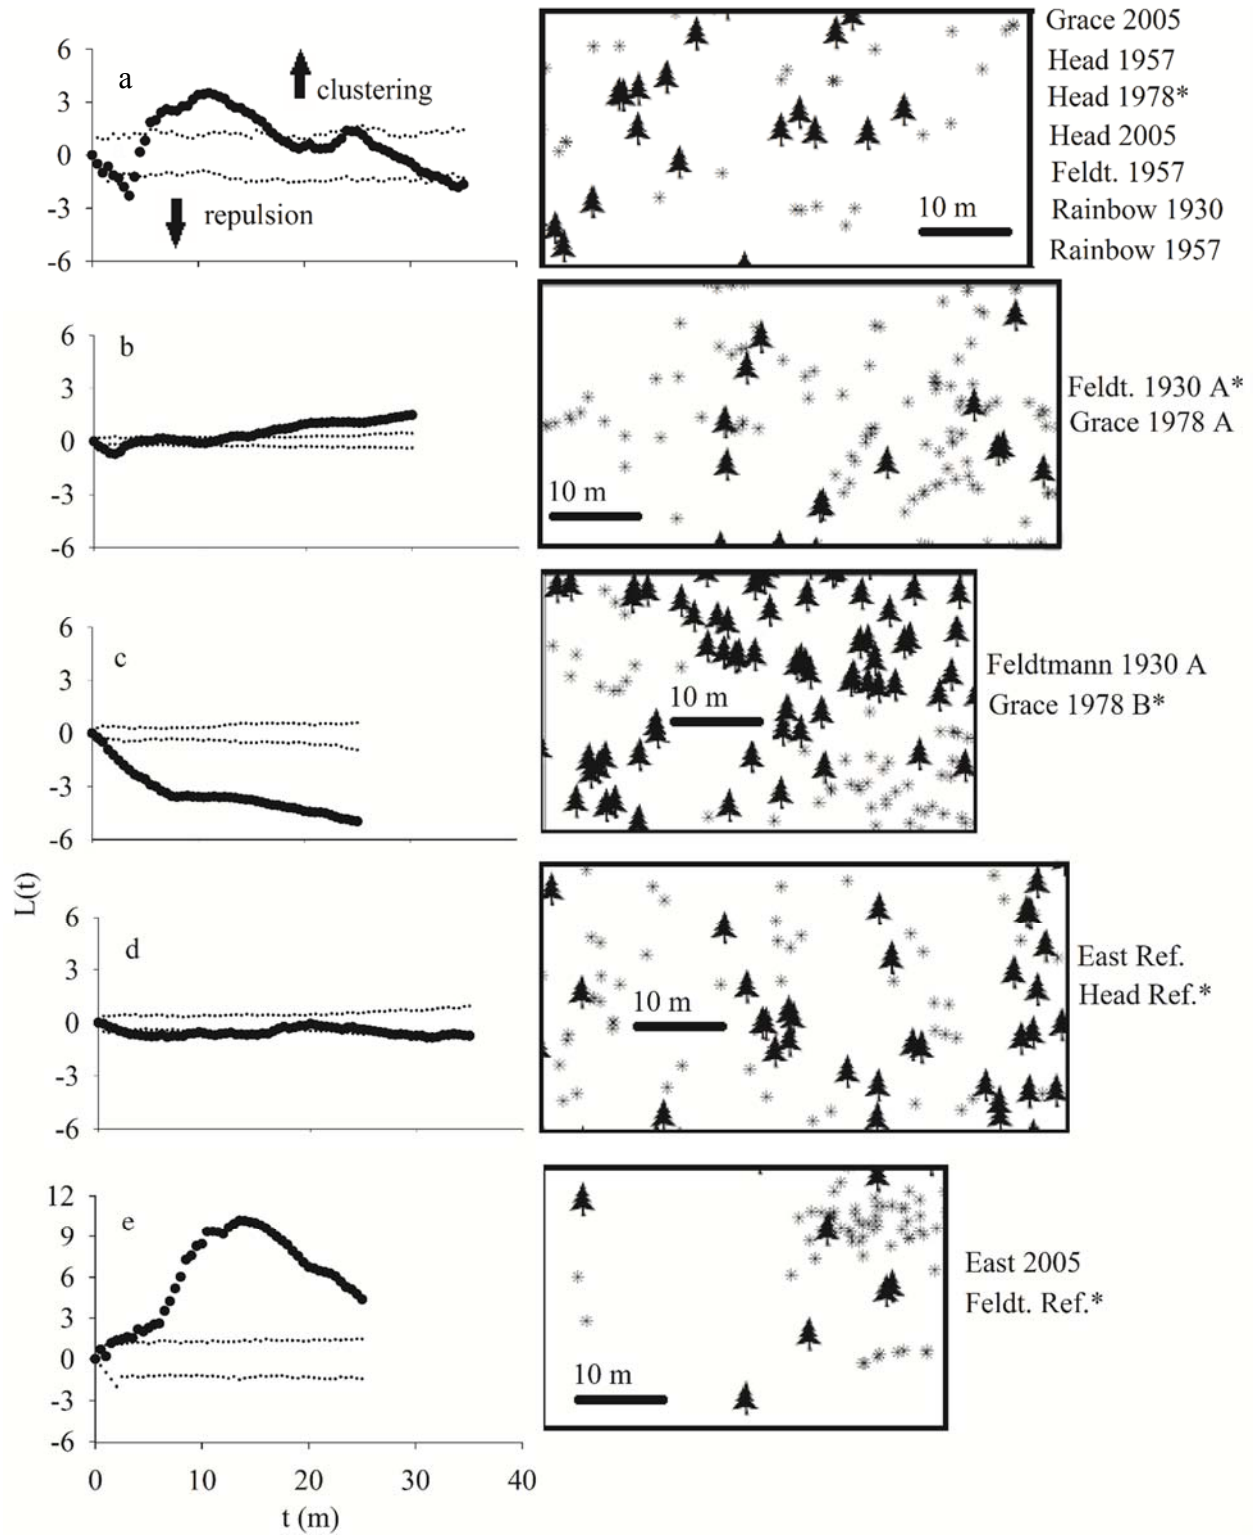 6
3
0
-3
-6
a
clustering
repulsion
10 m
Grace 2005
Head 1957
Head 1978*
Head 2005
Feldt. 1957
Rainbow 1930
Rainbow 1957
6
3
0
-3
-6
b
10 m
Feldt. 1930 A*
Grace 1978 A
6
3
0
-3
-6
c
10 m
Feldtmann 1930 A
Grace 1978 B*
L(t)
6
3
0
-3
-6
d
10 m
East Ref.
Head Ref.*
12
9
6
3
0
-3
-6
e
10 m
East 2005
Feldt. Ref.*
0 10 20 30 40
t (m)